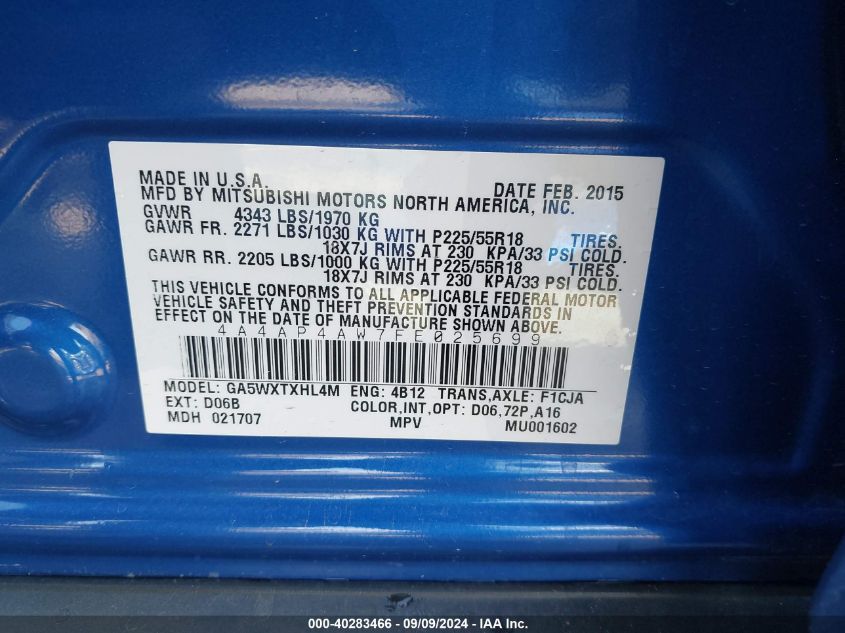 MADE IN U.S.A. DATE FEB. 2015
MFD BY MITSUBISHI MOTORS NORTH AMERICA, INC.
GVWR 4343 LBS/1970 KG
GAWR FR. 2271 LBS/1030 KG WITH P225/55R18 TIRES.
18X7J RIMS AT 230 KPA/33 PSI COLD.
GAWR RR. 2205 LBS/1000 KG WITH P225/55R18 TIRES.
18X7J RIMS AT 230 KPA/33 PSI COLD.
THIS VEHICLE CONFORMS TO ALL APPLICABLE FEDERAL MOTOR
VEHICLE SAFETY AND THEFT PREVENTION STANDARDS IN
EFFECT ON THE DATE OF MANUFACTURE SHOWN ABOVE.
4A4AP4AW7FE025699
MODEL: GA5WXTXHL4M ENG: 4B12 TRANS,AXLE: F1CJA
EXT: D06B COLOR,INT,OPT: D06,72P,A16
MDH 021707 MPV MU001602
000-40283466 - 09/09/2024 - IAAI.com